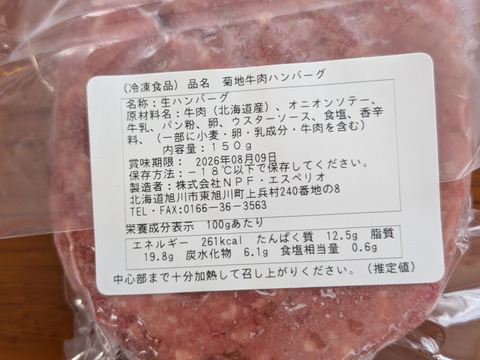 (冷凍食品) 品名 菊地牛肉ハンバーグ
名称:生ハンバーグ
原材料名:牛肉(北海道産)、オニオンソテー、
牛乳、パン粉、卵、ウスターソース、食塩、香辛
料、(一部に小麦・卵・乳成分・牛肉を含む)
内容量:150g
賞味期限: 2026年08月09日
保存方法:-18℃以下で保存してください。
製造者:株式会社NPF・エスペリオ
北海道旭川市東旭川町上兵村240番地の8
TEL・FAX:0166-36-3563
栄養成分表示 100gあたり
エネルギー 261kcal たんぱく質 12.5g 脂質
19.8g 炭水化物 6.1g 食塩相当量 0.6g
中心部まで十分加熱して召し上がりください。(推定値)